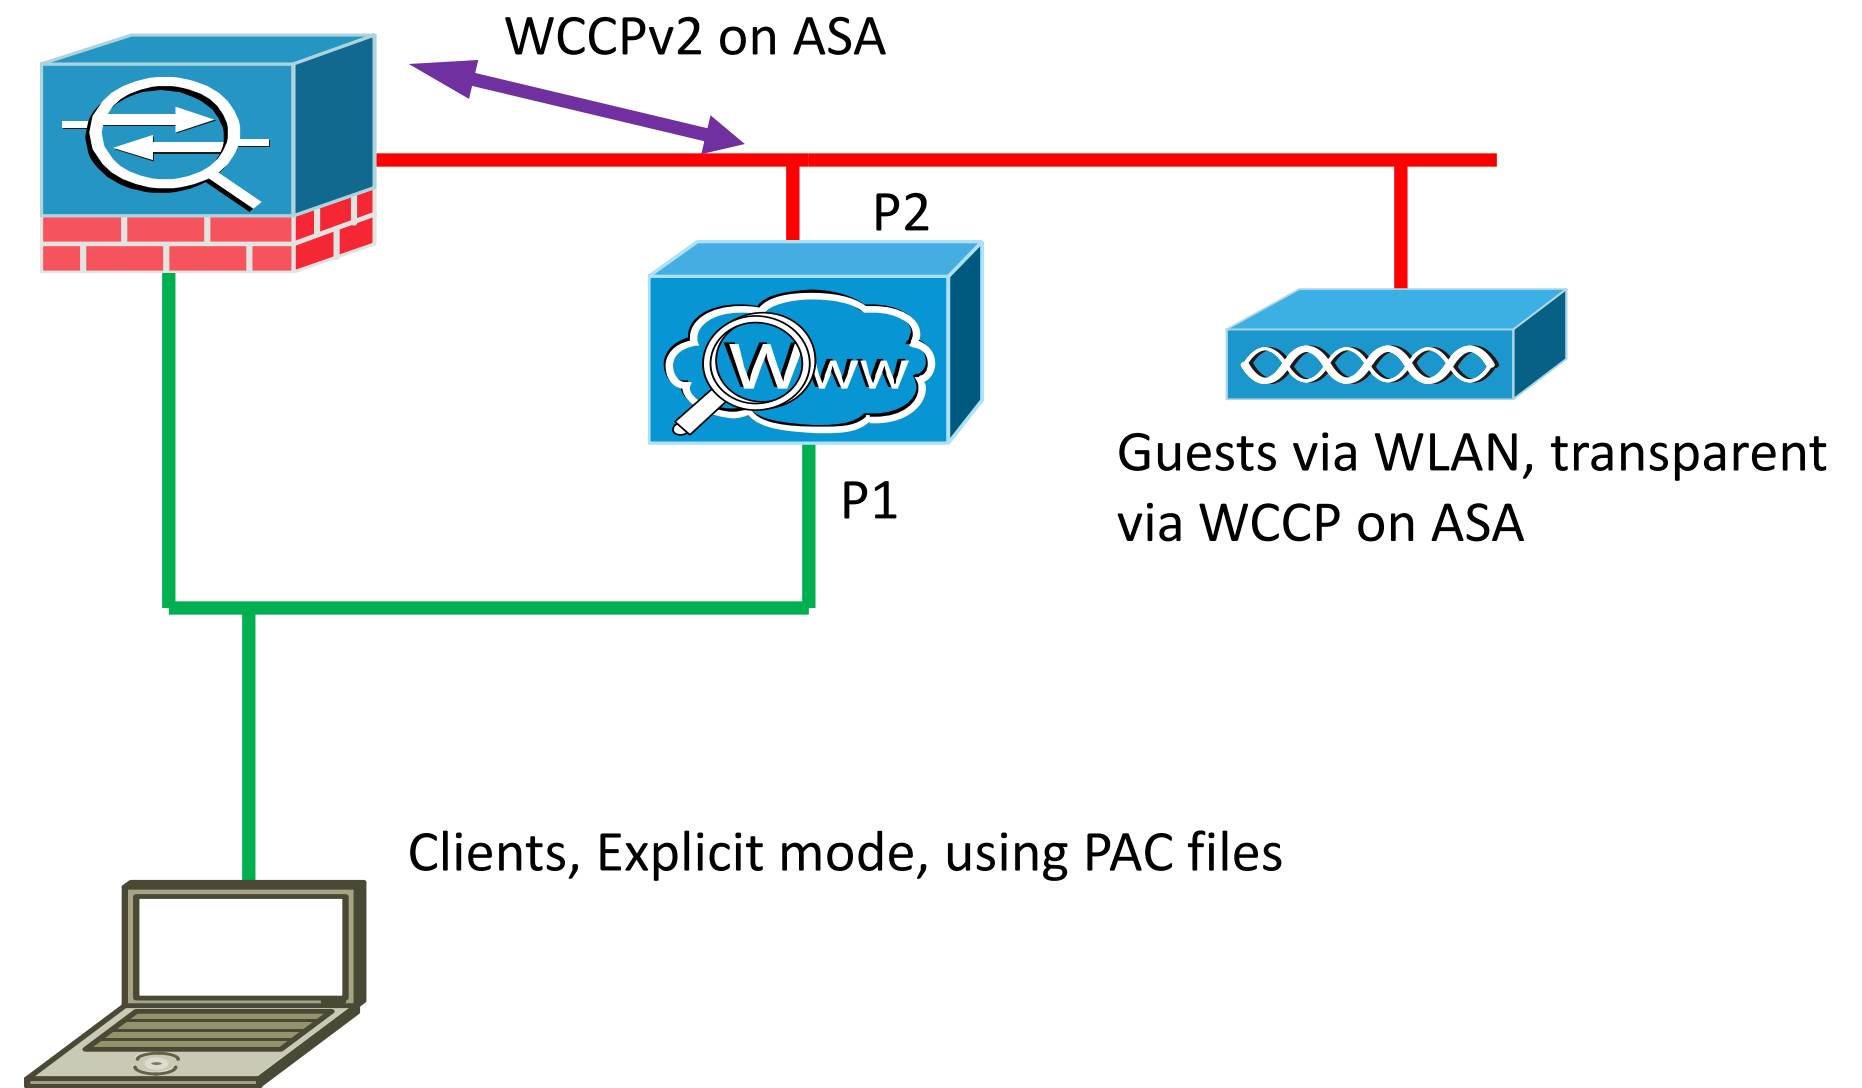 WCCPv2 on ASA
P2
Www
Guests via WLAN, transparent
via WCCP on ASA
P1
Clients, Explicit mode, using PAC files